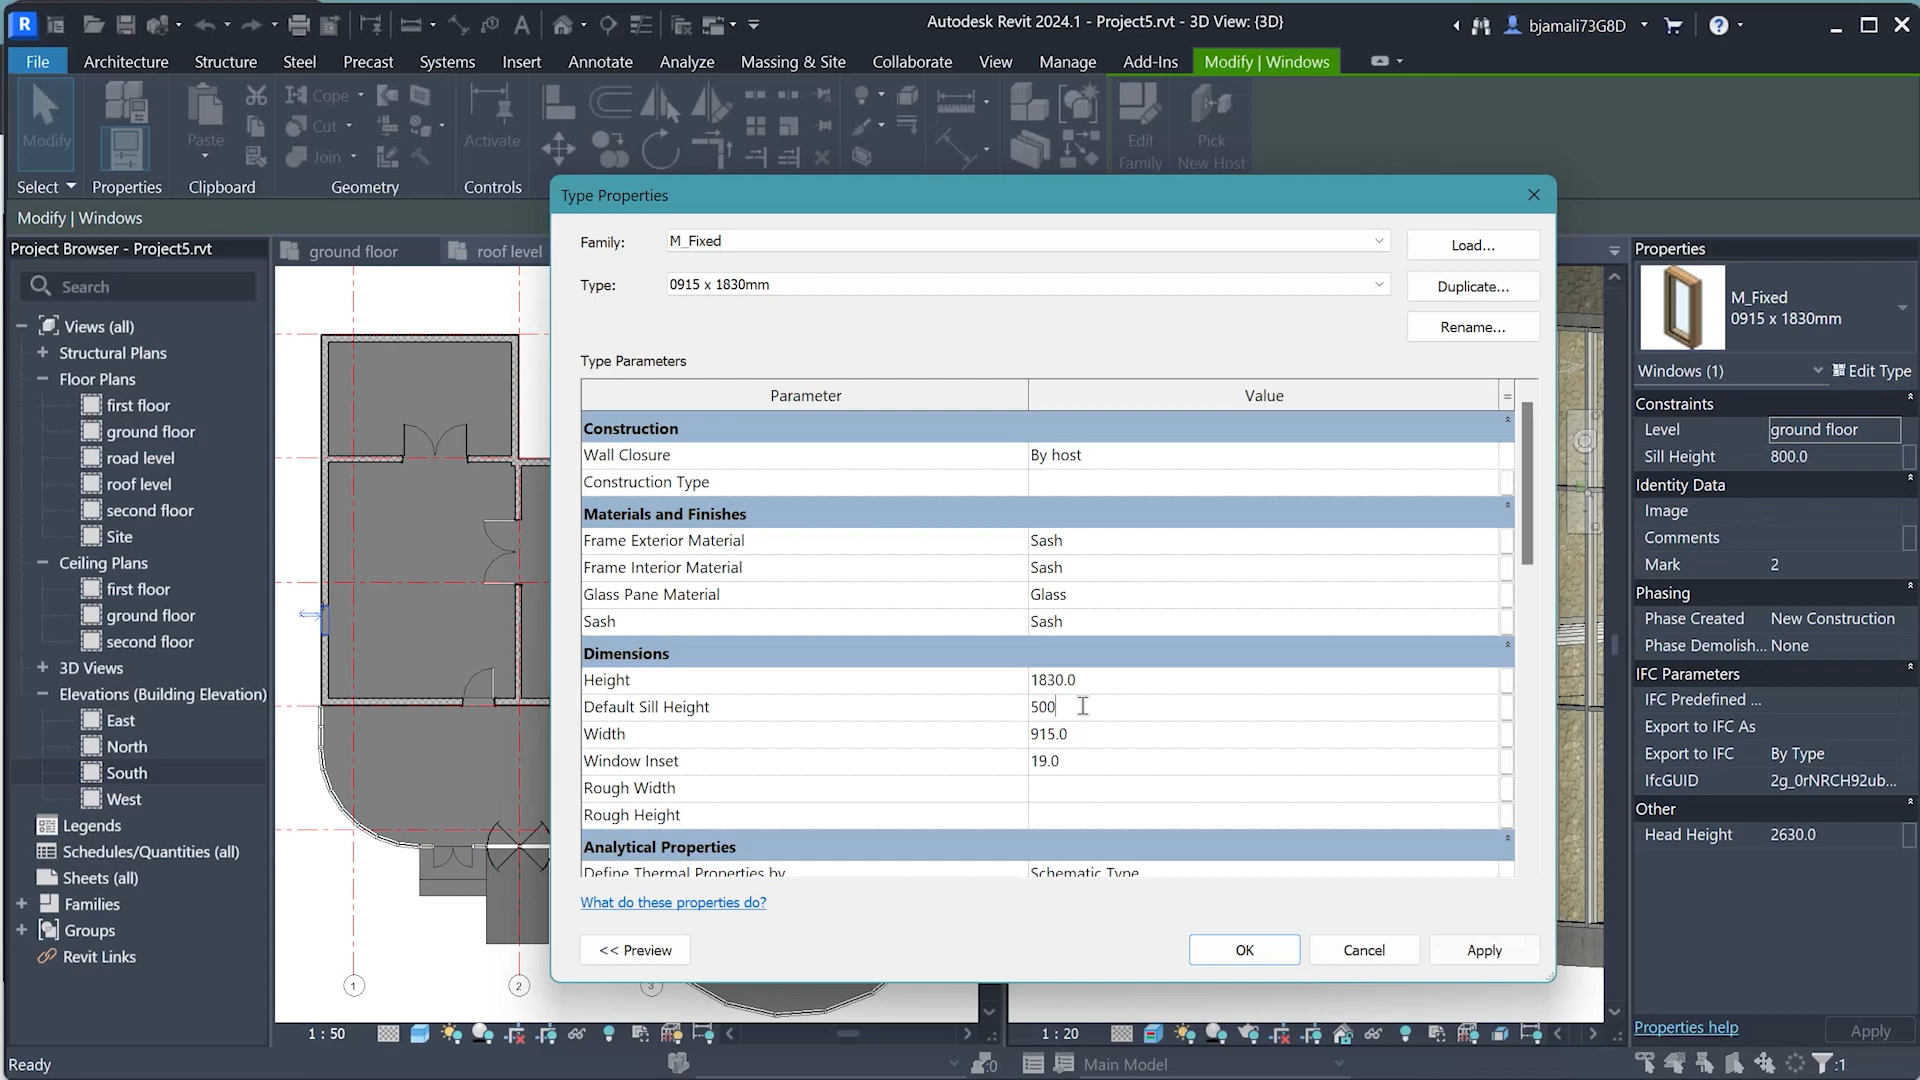 R
Autodesk Revit 2024.1 - Project5.rvt - 3D View: {3D}
bjamali73G8D
File Architecture Structure Steel Precast Systems Insert Annotate Analyze Massing & Site Collaborate View Manage Add-Ins Modify | Windows
Modify
Paste
Cope
Cut
Join
Activate
Edit Family
Pick New Host
Select Properties Clipboard Geometry Controls
Modify | Windows
Project Browser - Project5.rvt
Search
Views (all)
Structural Plans
Floor Plans
first floor
ground floor
road level
roof level
second floor
Site
Ceiling Plans
first floor
ground floor
second floor
3D Views
Elevations (Building Elevation)
East
North
South
West
Legends
Schedules/Quantities (all)
Sheets (all)
Families
Groups
Revit Links
ground floor
roof level
1
2
3
Type Properties
Family: M_Fixed Load...
Type: 0915 x 1830mm Duplicate...
Rename...
Type Parameters
Parameter Value =
Construction
Wall Closure By host
Construction Type
Materials and Finishes
Frame Exterior Material Sash
Frame Interior Material Sash
Glass Pane Material Glass
Sash Sash
Dimensions
Height 1830.0
Default Sill Height 500
Width 915.0
Window Inset 19.0
Rough Width
Rough Height
Analytical Properties
Define Thermal Properties by Schematic Type
What do these properties do?
<< Preview OK Cancel Apply
Properties
M_Fixed
0915 x 1830mm
Windows (1) Edit Type
Constraints
Level ground floor
Sill Height 800.0
Identity Data
Image
Comments
Mark 2
Phasing
Phase Created New Construction
Phase Demolish... None
IFC Parameters
IFC Predefined ...
Export to IFC As
Export to IFC By Type
IfcGUID 2g_0rNRCH92ub...
Other
Head Height 2630.0
Properties help Apply
1 : 50
1 : 20
Ready
:0
Main Model
:1